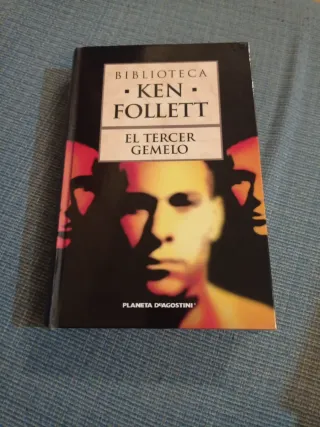 BIBLIOTECA
· KEN ·
FOLLETT
EL TERCER
GEMELO
PLANETA DEAGOSTINI